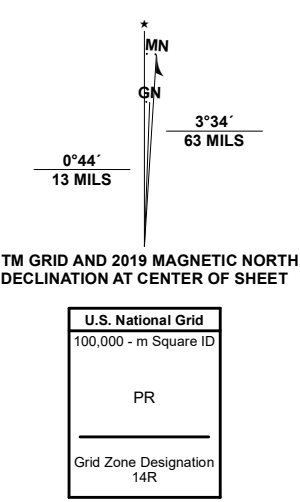 ★
MN
GN
3°34´
63 MILS
0°44´
13 MILS
TM GRID AND 2019 MAGNETIC NORTH
DECLINATION AT CENTER OF SHEET
U.S. National Grid
100,000 - m Square ID
PR
Grid Zone Designation
14R